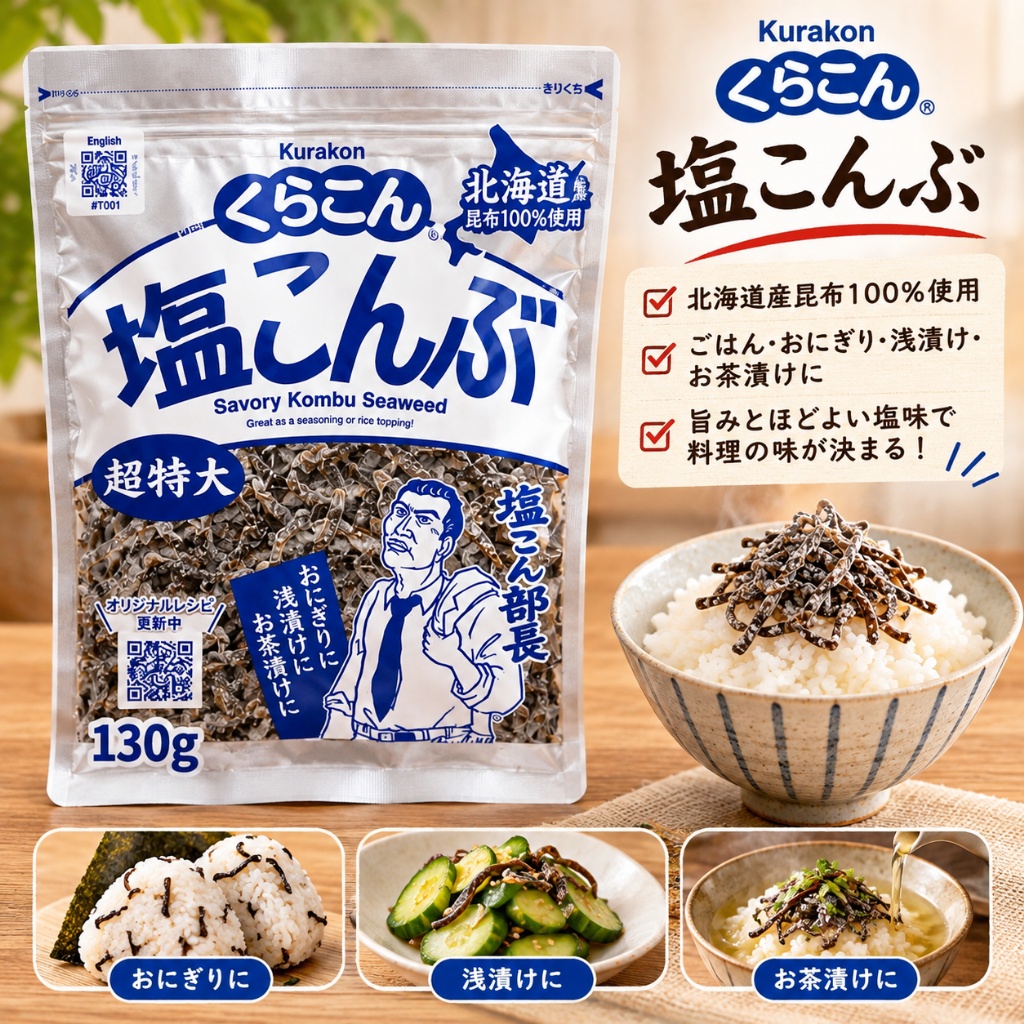 きりくち
English
#T001
Kurakon
くらこん®
北海道産
昆布100%使用
塩こんぶ
Savory Kombu Seaweed
Great as a seasoning or rice topping!
超特大
オリジナルレシピ
更新中
130g
おにぎりに
浅漬けに
お茶漬けに
塩こん部長
Kurakon
くらこん®
塩こんぶ
北海道産昆布100%使用
ごはん・おにぎり・浅漬け・
お茶漬けに
旨みとほどよい塩味で
料理の味が決まる！
おにぎりに
浅漬けに
お茶漬けに